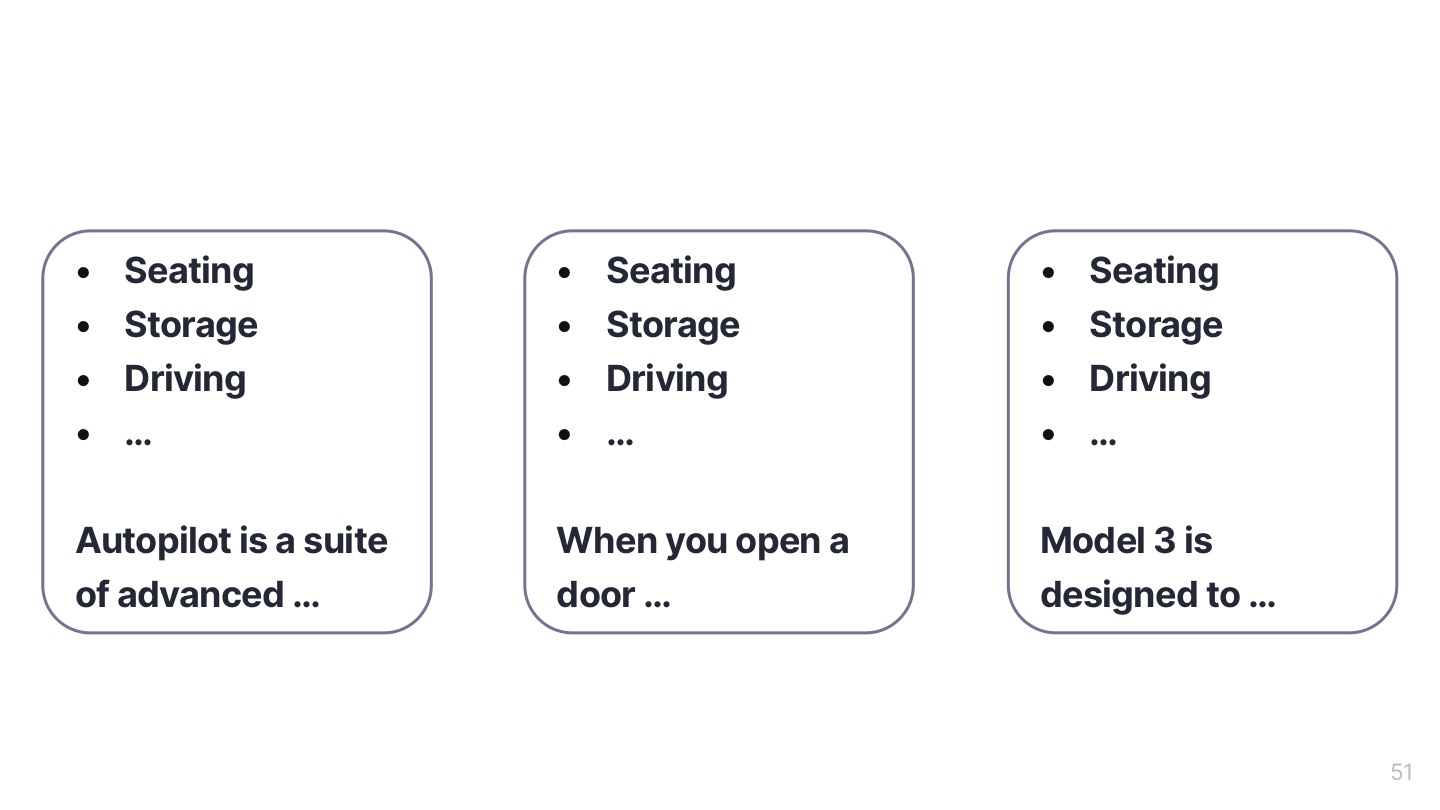 • Seating
• Storage
• Driving
• ...
Autopilot is a suite
of advanced ...
• Seating
• Storage
• Driving
• ...
When you open a
door ...
• Seating
• Storage
• Driving
• ...
Model 3 is
designed to ...
51